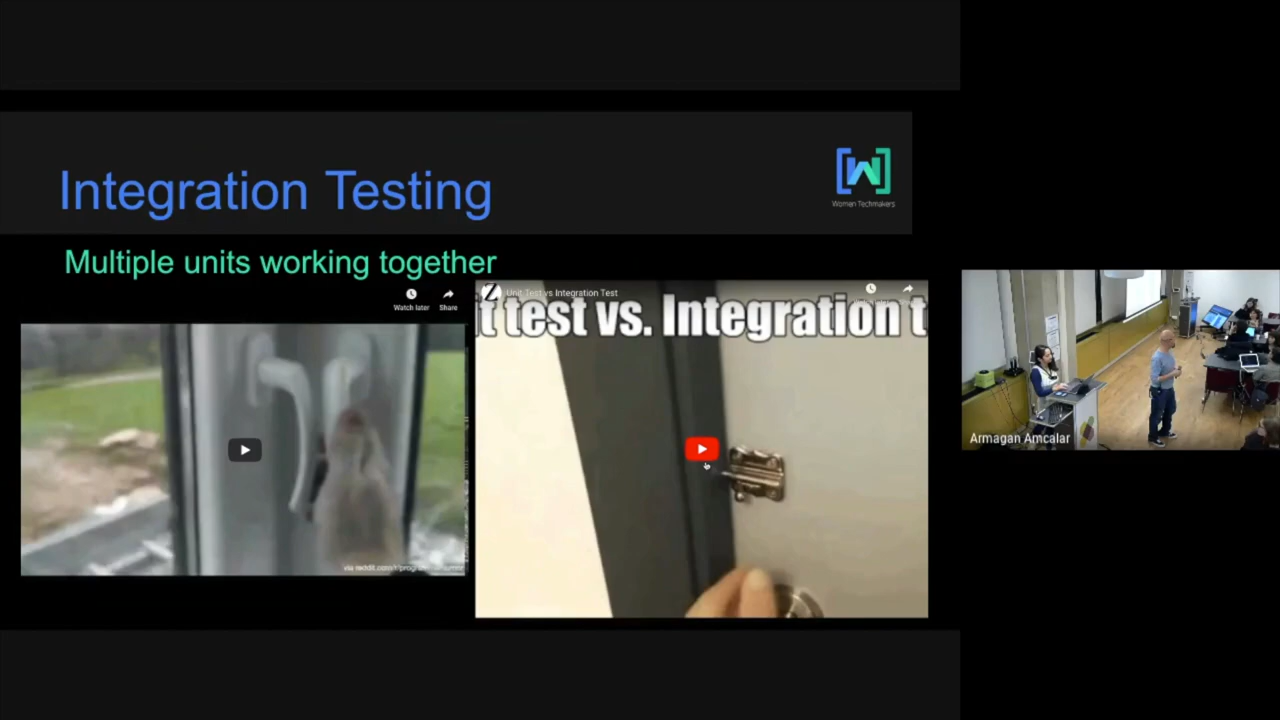 Integration Testing
Women Techmakers
Multiple units working together
Watch later
Share
Unit Test vs Integration Test
t test vs. Integration t
Armagan Amcalar